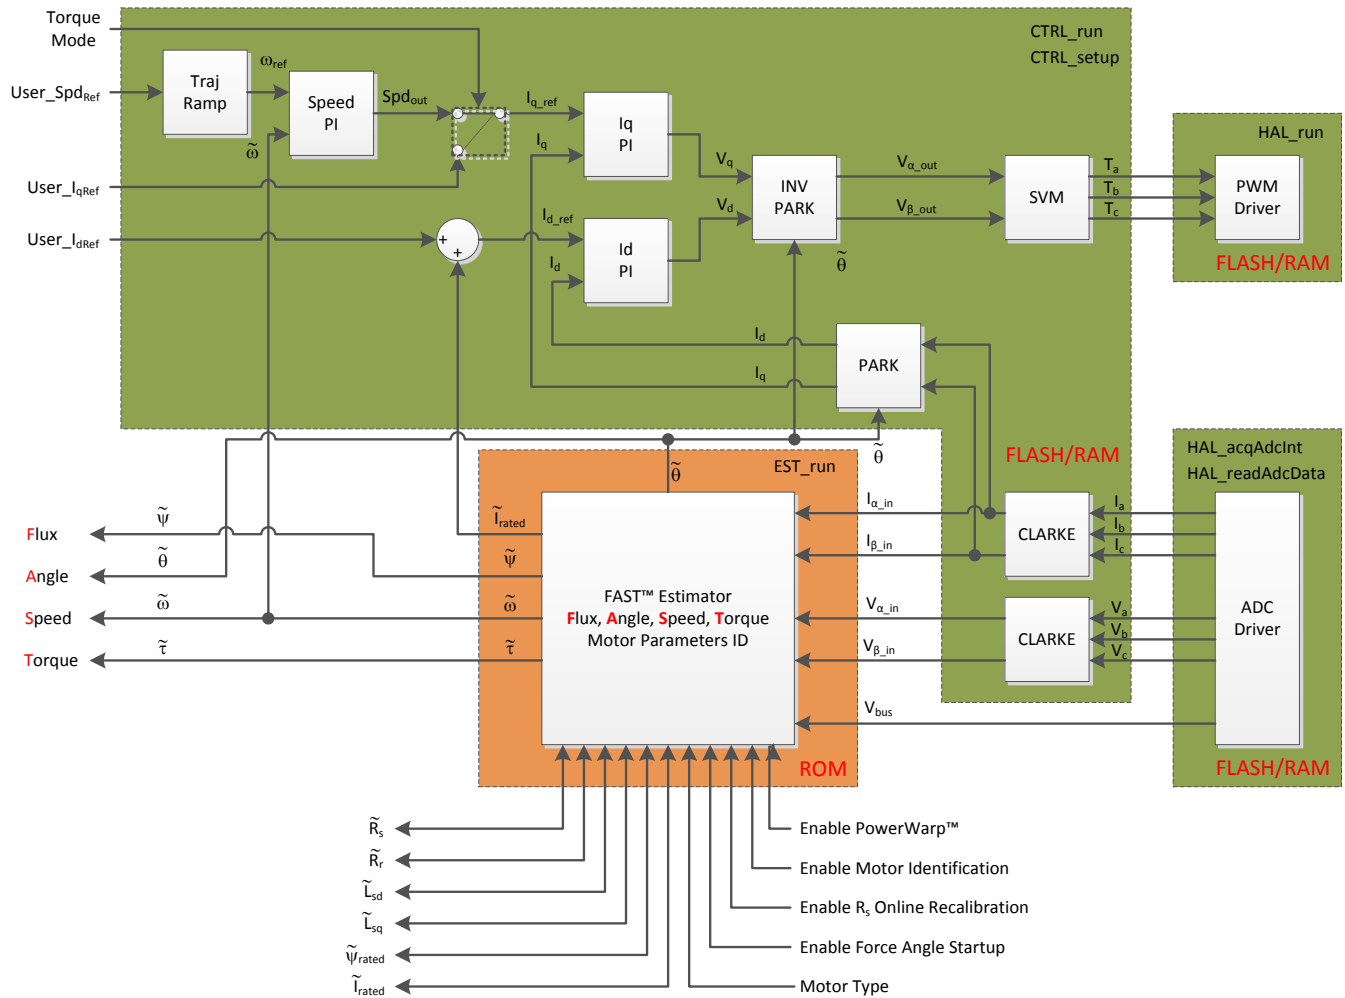 Torque
Mode
CTRL_run
CTRL_setup
User_SpdRef
Traj
Ramp
ωref
Speed
PI
Spdout
ω̃
Iq_ref
Iq
Iq
PI
User_IqRef
Vq
Vd
INV
PARK
Vα_out
Vβ_out
SVM
Ta
Tb
Tc
HAL_run
PWM
Driver
FLASH/RAM
User_IdRef
+
+
Id_ref
Id
Id
PI
θ̃
Id
Iq
PARK
θ̃
FLASH/RAM
HAL_acqAdcInt
HAL_readAdcData
θ̃
EST_run
Iα_in
Iβ_in
CLARKE
Ia
Ib
Ic
Flux
ψ̃
Ĩrated
Angle
θ̃
ψ̃
Speed
ω̃
ω̃
Torque
τ̃
τ̃
FAST™ Estimator
Flux, Angle, Speed, Torque
Motor Parameters ID
Vα_in
Vβ_in
CLARKE
Va
Vb
Vc
ADC
Driver
Vbus
ROM
FLASH/RAM
R̃s
R̃r
L̃sd
L̃sq
ψ̃rated
Ĩrated
Enable PowerWarp™
Enable Motor Identification
Enable Rs Online Recalibration
Enable Force Angle Startup
Motor Type